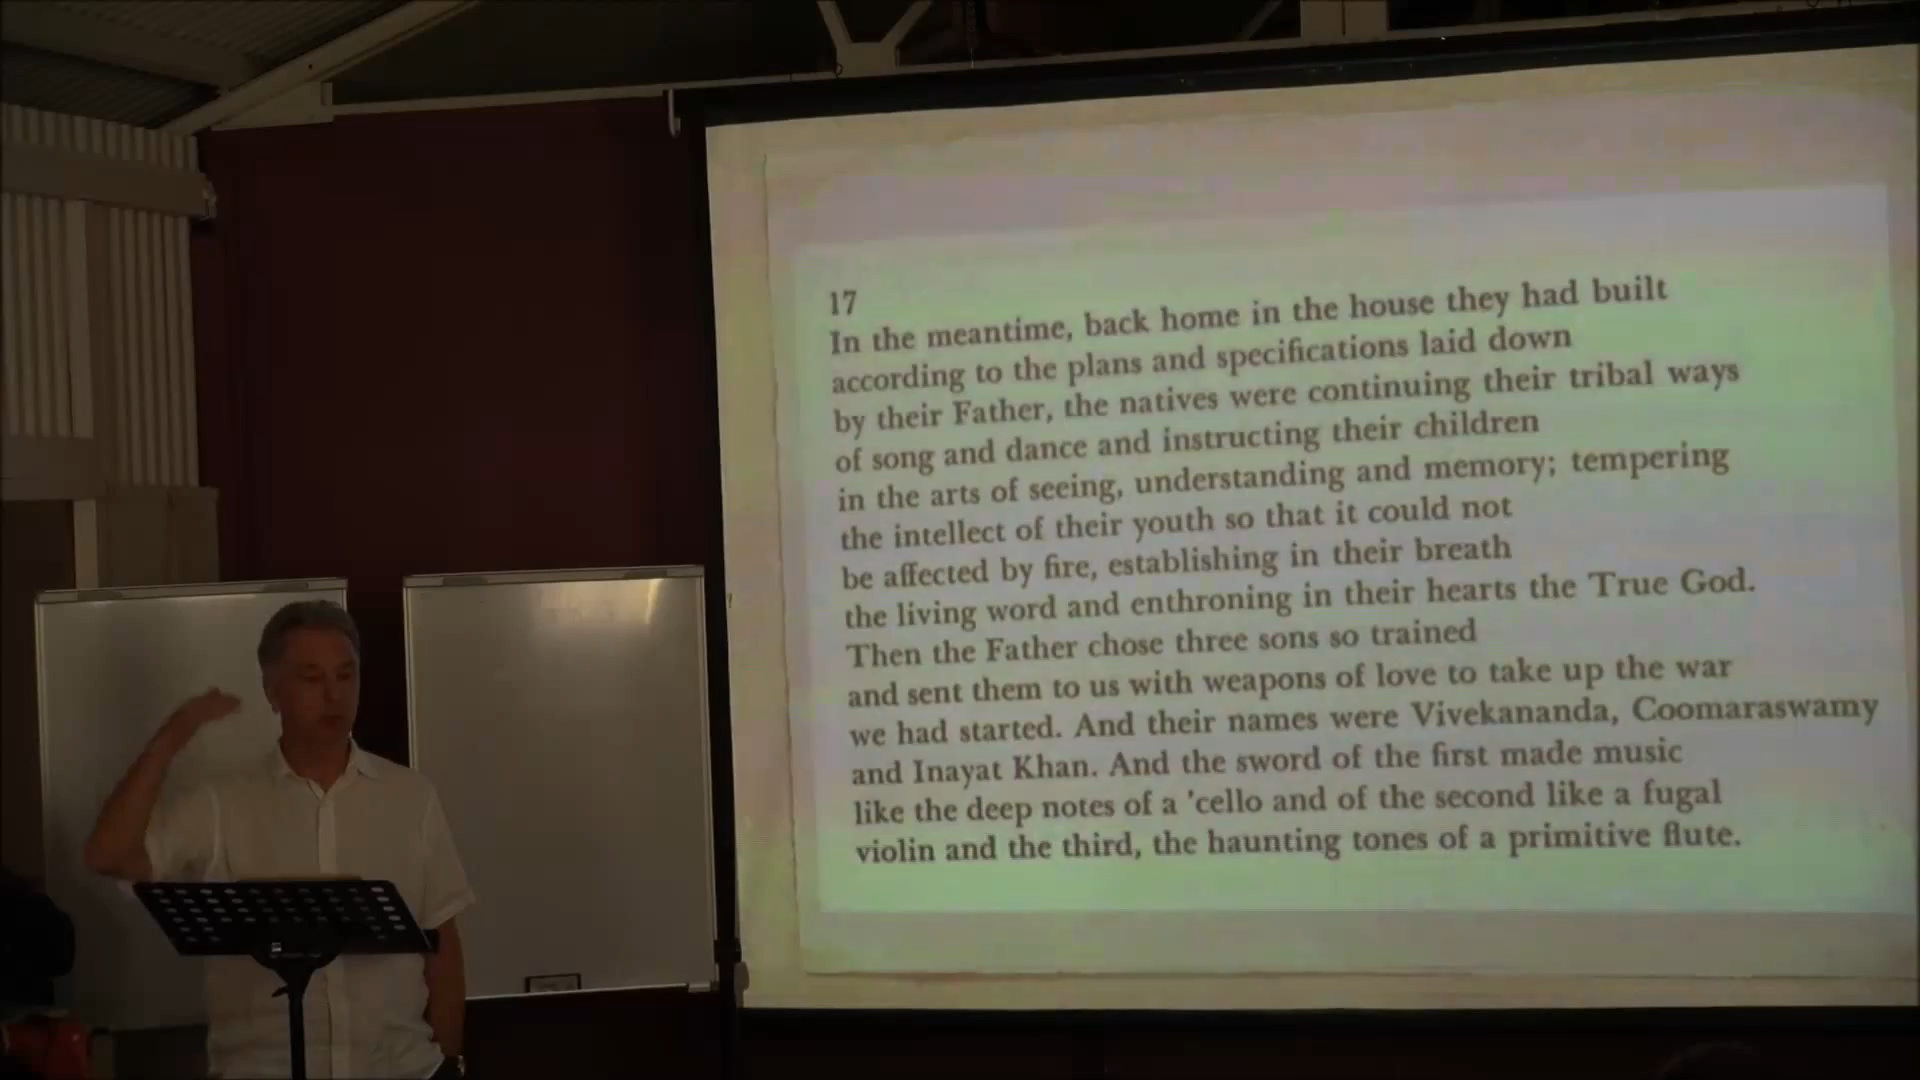 17
In the meantime, back home in the house they had built
according to the plans and specifications laid down
by their Father, the natives were continuing their tribal ways
of song and dance and instructing their children
in the arts of seeing, understanding and memory; tempering
the intellect of their youth so that it could not
be affected by fire, establishing in their breath
the living word and enthroning in their hearts the True God.
Then the Father chose three sons so trained
and sent them to us with weapons of love to take up the war
we had started. And their names were Vivekananda, Coomaraswamy
and Inayat Khan. And the sword of the first made music
like the deep notes of a 'cello and of the second like a fugal
violin and the third, the haunting tones of a primitive flute.